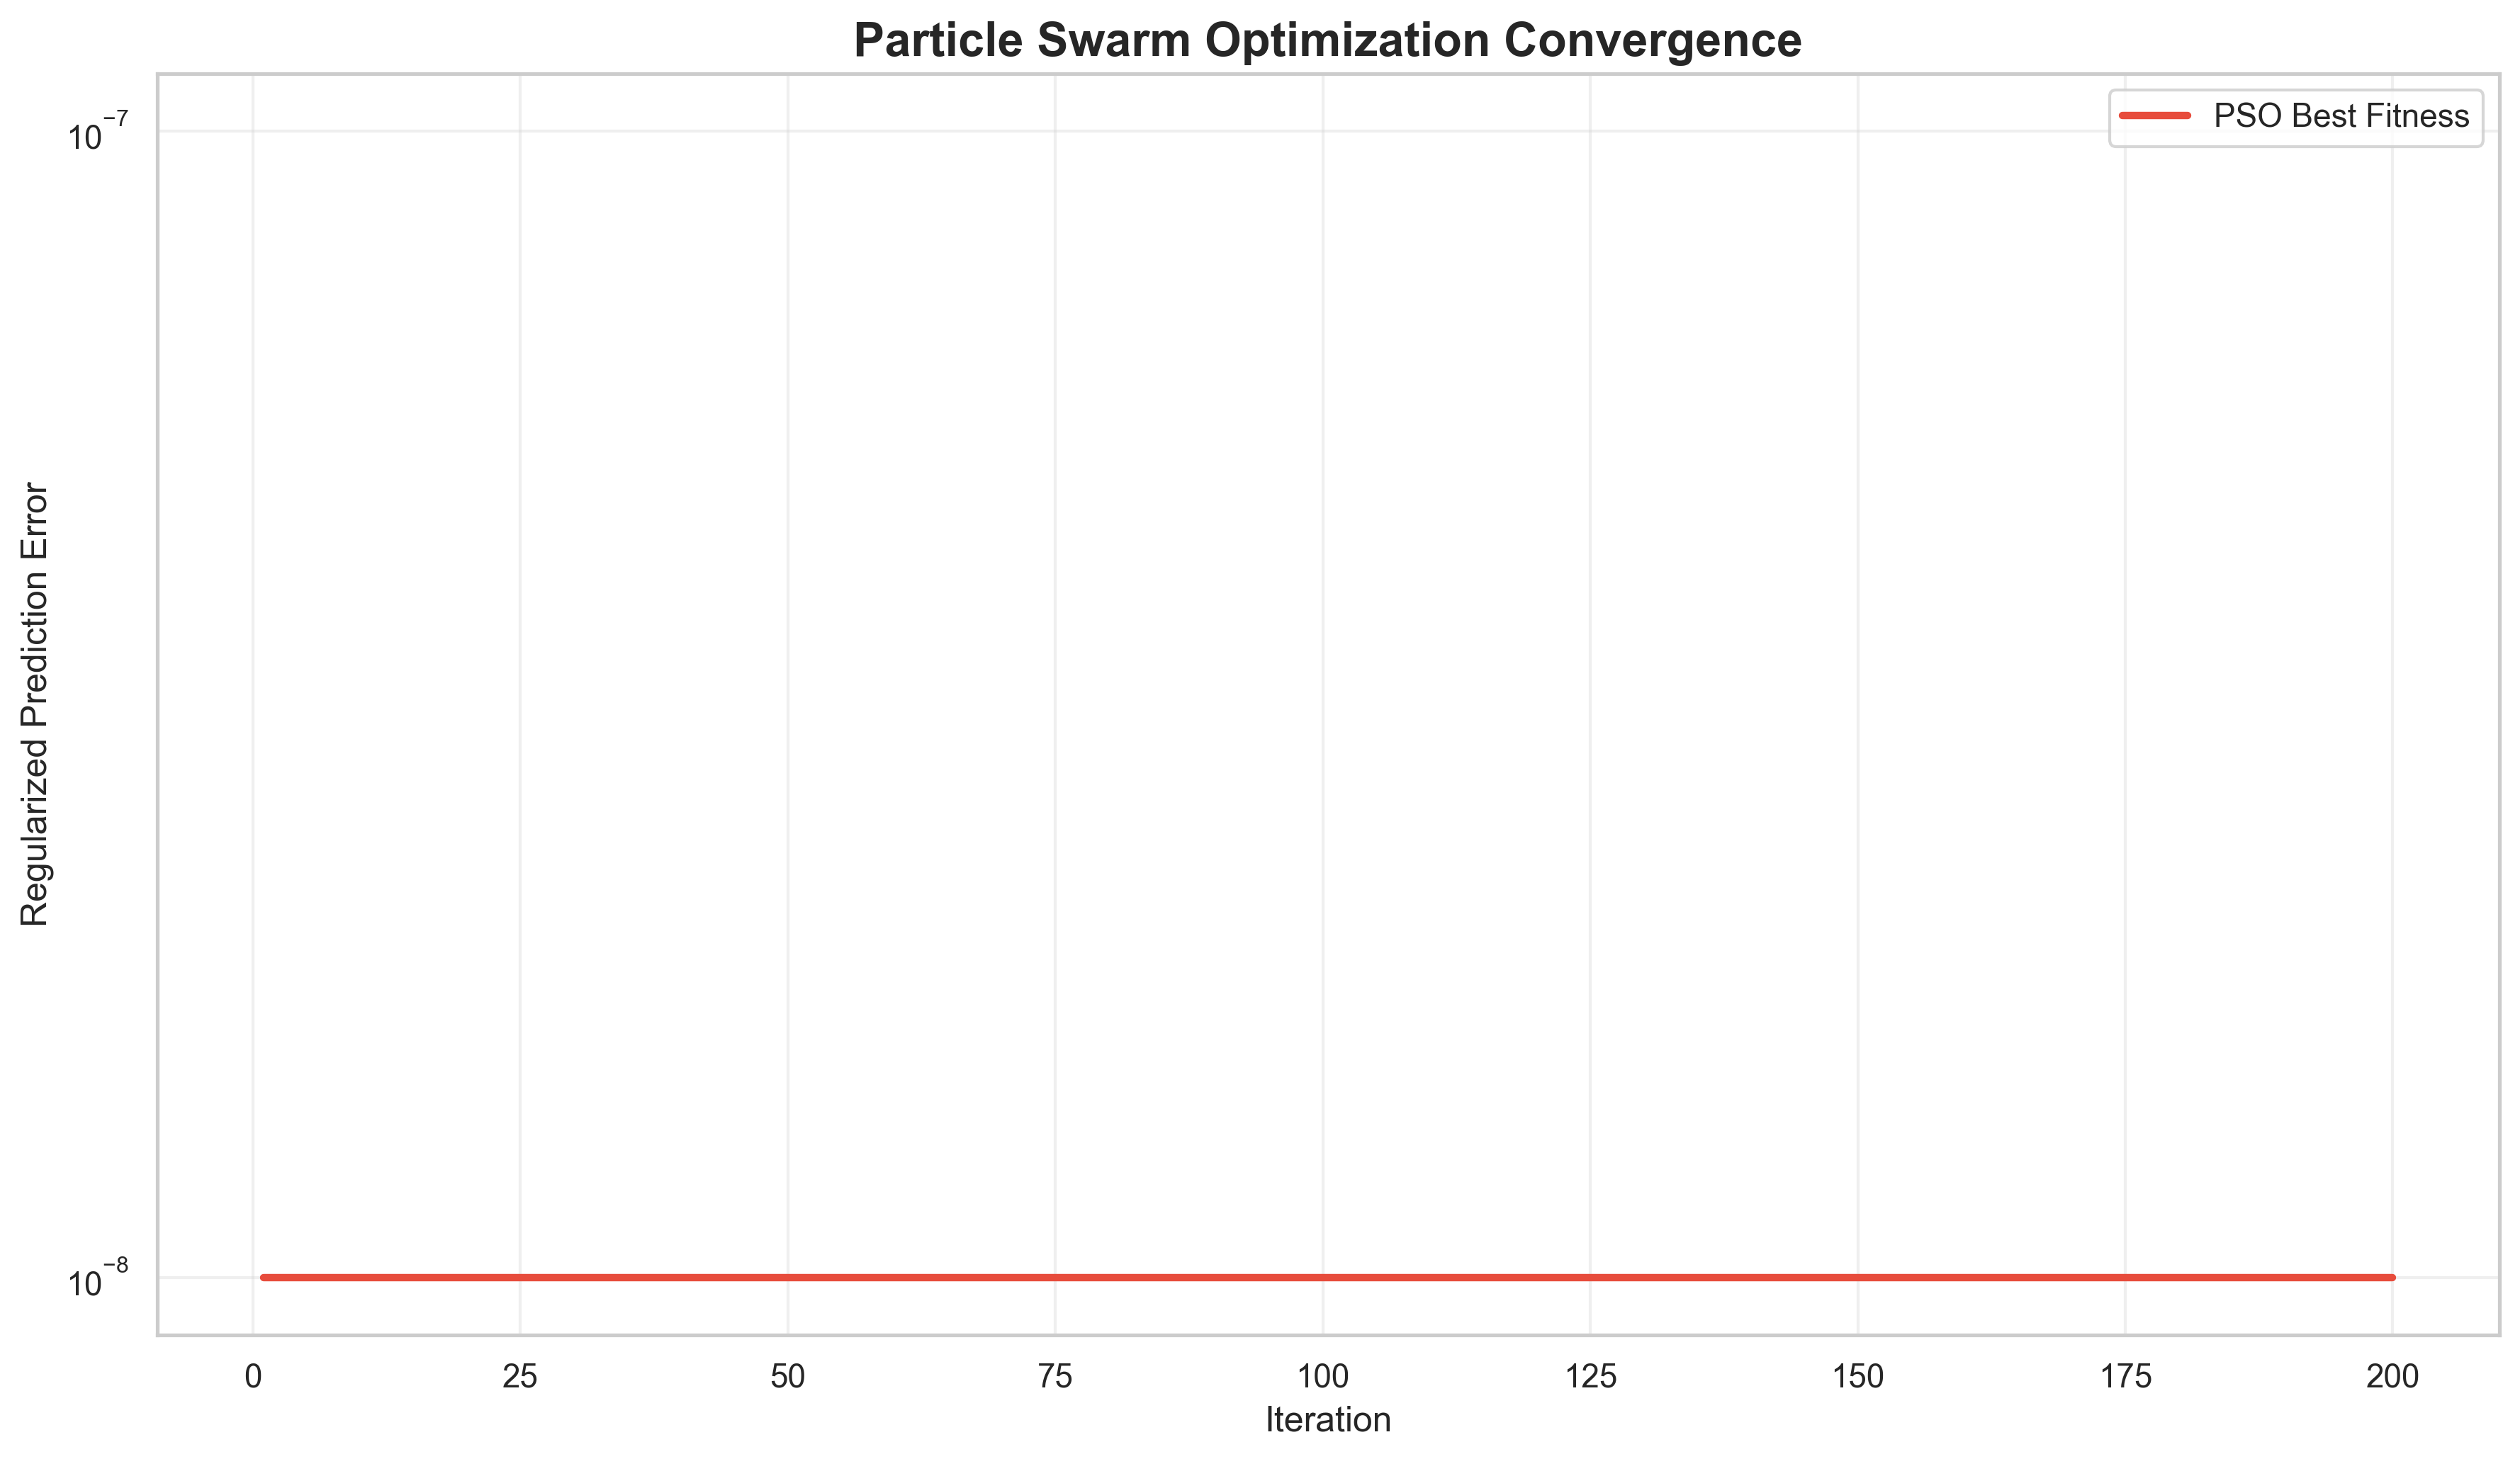 Particle Swarm Optimization Convergence
PSO Best Fitness
Regularized Prediction Error
10⁻⁷
10⁻⁸
0 25 50 75 100 125 150 175 200
Iteration